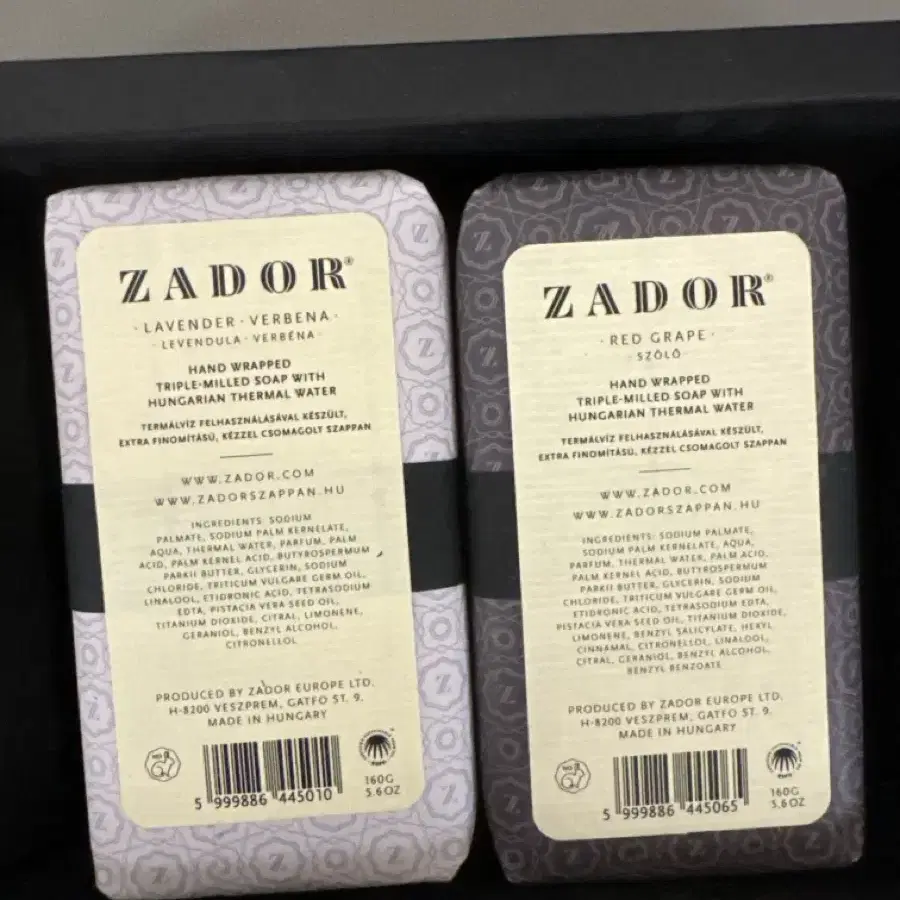 ZADOR®
· LAVENDER · VERBENA ·
· LEVENDULA · VERBÉNA ·
HAND WRAPPED
TRIPLE-MILLED SOAP WITH
HUNGARIAN THERMAL WATER
TERMÁLVÍZ FELHASZNÁLÁSÁVAL KÉSZÜLT,
EXTRA FINOMÍTÁSÚ, KÉZZEL CSOMAGOLT SZAPPAN
WWW.ZADOR.COM
WWW.ZADORSZAPPAN.HU
INGREDIENTS: SODIUM
PALMATE, SODIUM PALM KERNELATE,
AQUA, THERMAL WATER, PARFUM, PALM
ACID, PALM KERNEL ACID, BUTYROSPERMUM
PARKII BUTTER, GLYCERIN, SODIUM
CHLORIDE, TRITICUM VULGARE GERM OIL,
LINALOOL, ETIDRONIC ACID, TETRASODIUM
EDTA, PISTACIA VERA SEED OIL,
TITANIUM DIOXIDE, CITRAL, LIMONENE,
GERANIOL, BENZYL ALCOHOL,
CITRONELLOL
PRODUCED BY ZADOR EUROPE LTD.
H-8200 VESZPREM, GATFO ST. 9.
MADE IN HUNGARY
5 999886 445010
160G
5.6OZ
ZADOR®
· RED GRAPE ·
· SZŐLŐ ·
HAND WRAPPED
TRIPLE-MILLED SOAP WITH
HUNGARIAN THERMAL WATER
TERMÁLVÍZ FELHASZNÁLÁSÁVAL KÉSZÜLT,
EXTRA FINOMÍTÁSÚ, KÉZZEL CSOMAGOLT SZAPPAN
WWW.ZADOR.COM
WWW.ZADORSZAPPAN.HU
INGREDIENTS: SODIUM PALMATE,
SODIUM PALM KERNELATE, AQUA,
PARFUM, THERMAL WATER, PALM ACID,
PALM KERNEL ACID, BUTYROSPERMUM
PARKII BUTTER, GLYCERIN, SODIUM
CHLORIDE, TRITICUM VULGARE GERM OIL,
ETIDRONIC ACID, TETRASODIUM EDTA,
PISTACIA VERA SEED OIL, TITANIUM DIOXIDE,
LIMONENE, BENZYL SALICYLATE, HEXYL
CINNAMAL, CITRONELLOL, LINALOOL,
CITRAL, GERANIOL, BENZYL ALCOHOL,
BENZYL BENZOATE
PRODUCED BY ZADOR EUROPE LTD.
H-8200 VESZPREM, GATFO ST. 9.
MADE IN HUNGARY
5 999886 445065
160G
5.6OZ